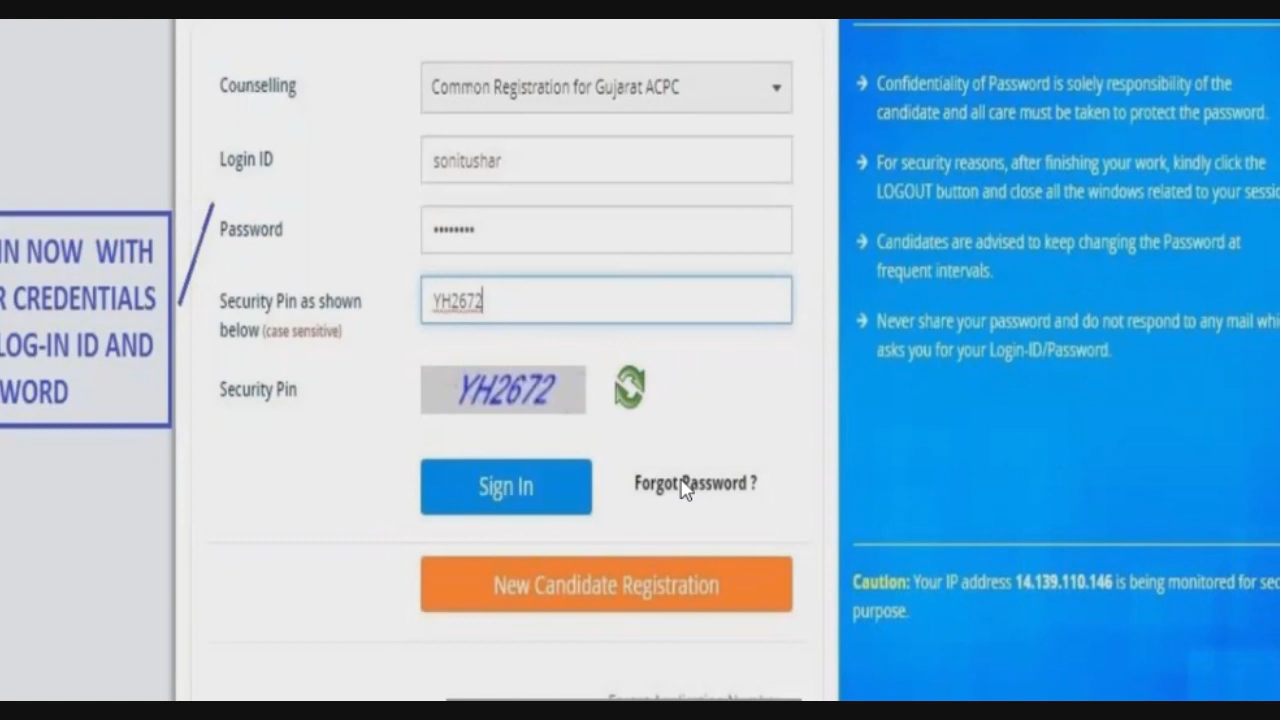 Counselling
Common Registration for Gujarat ACPC
Login ID
sonitushar
Password
••••••••
Security Pin as shown
below (case sensitive)
YH2672
Security Pin
YH2672
Sign In
Forgot Password ?
New Candidate Registration
IN NOW WITH
R CREDENTIALS
LOG-IN ID AND
WORD
→ Confidentiality of Password is solely responsibility of the
candidate and all care must be taken to protect the password.
→ For security reasons, after finishing your work, kindly click the
LOGOUT button and close all the windows related to your sessio
→ Candidates are advised to keep changing the Password at
frequent intervals.
→ Never share your password and do not respond to any mail whi
asks you for your Login-ID/Password.
Caution: Your IP address 14.139.110.146 is being monitored for sec
purpose.